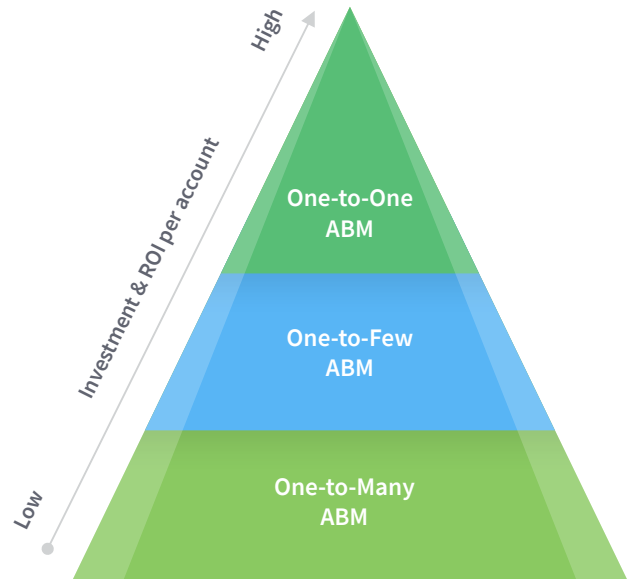 High
Investment & ROI per account
Low
One-to-One
ABM
One-to-Few
ABM
One-to-Many
ABM